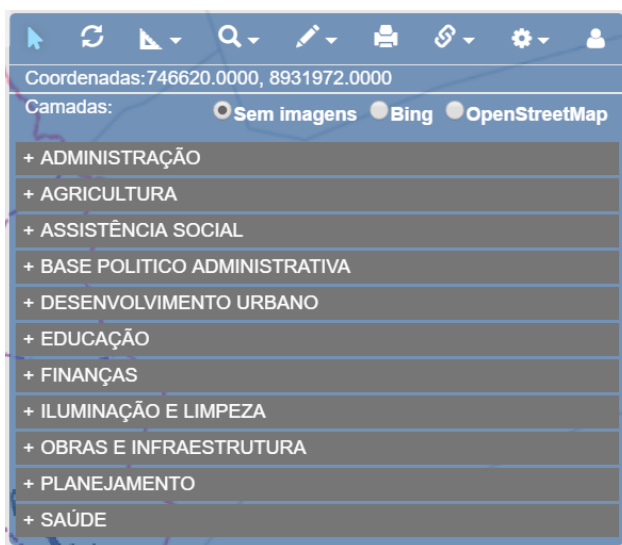 Coordenadas:746620.0000, 8931972.0000
Camadas: Sem imagens Bing OpenStreetMap
+ ADMINISTRAÇÃO
+ AGRICULTURA
+ ASSISTÊNCIA SOCIAL
+ BASE POLITICO ADMINISTRATIVA
+ DESENVOLVIMENTO URBANO
+ EDUCAÇÃO
+ FINANÇAS
+ ILUMINAÇÃO E LIMPEZA
+ OBRAS E INFRAESTRUTURA
+ PLANEJAMENTO
+ SAÚDE